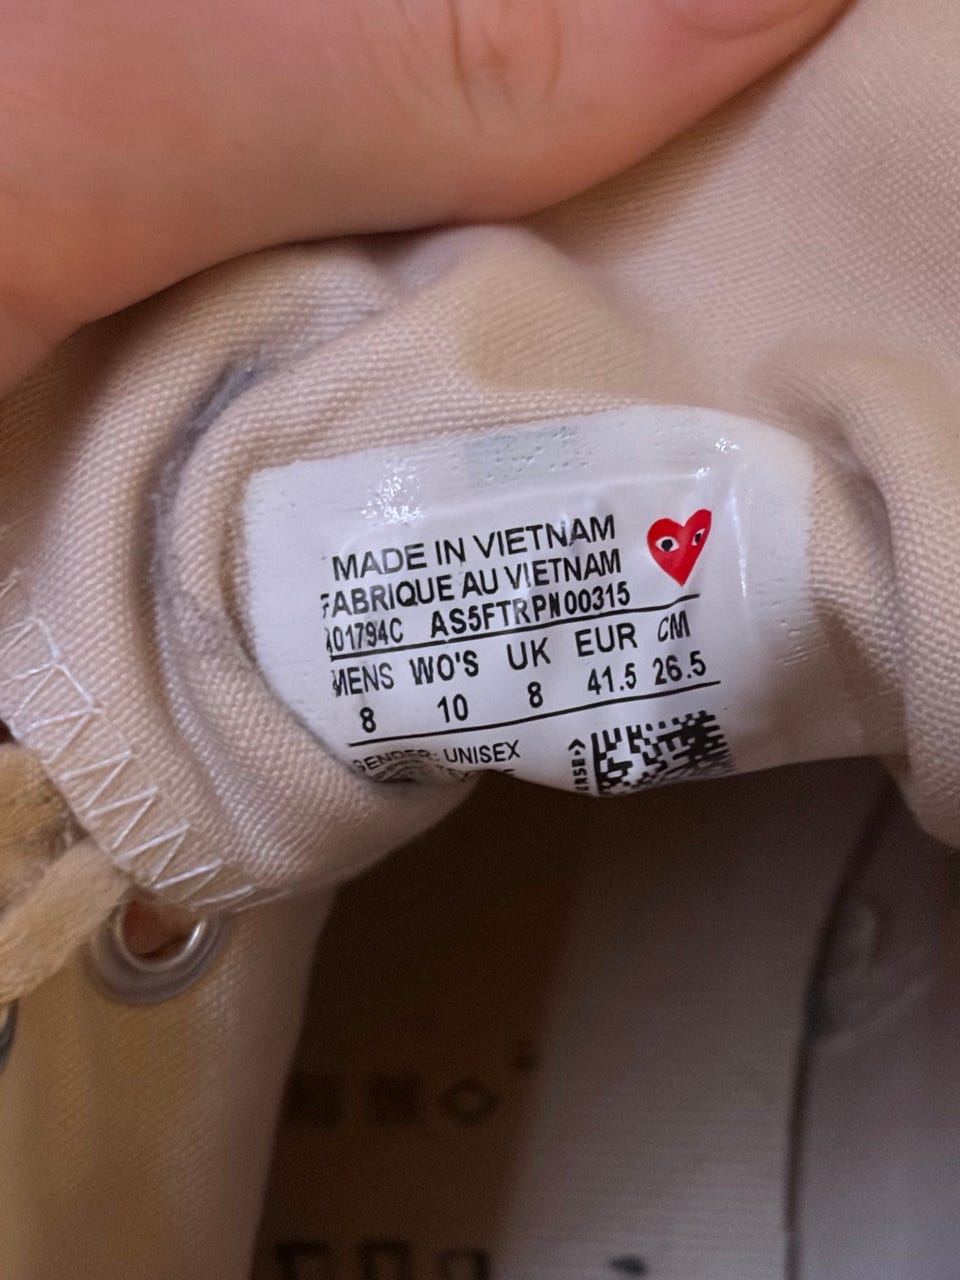 MADE IN VIETNAM
FABRIQUE AU VIETNAM
A01794C AS5FTRPN00315
MENS WO'S UK EUR CM
8 10 8 41.5 26.5
GENDER: UNISEX